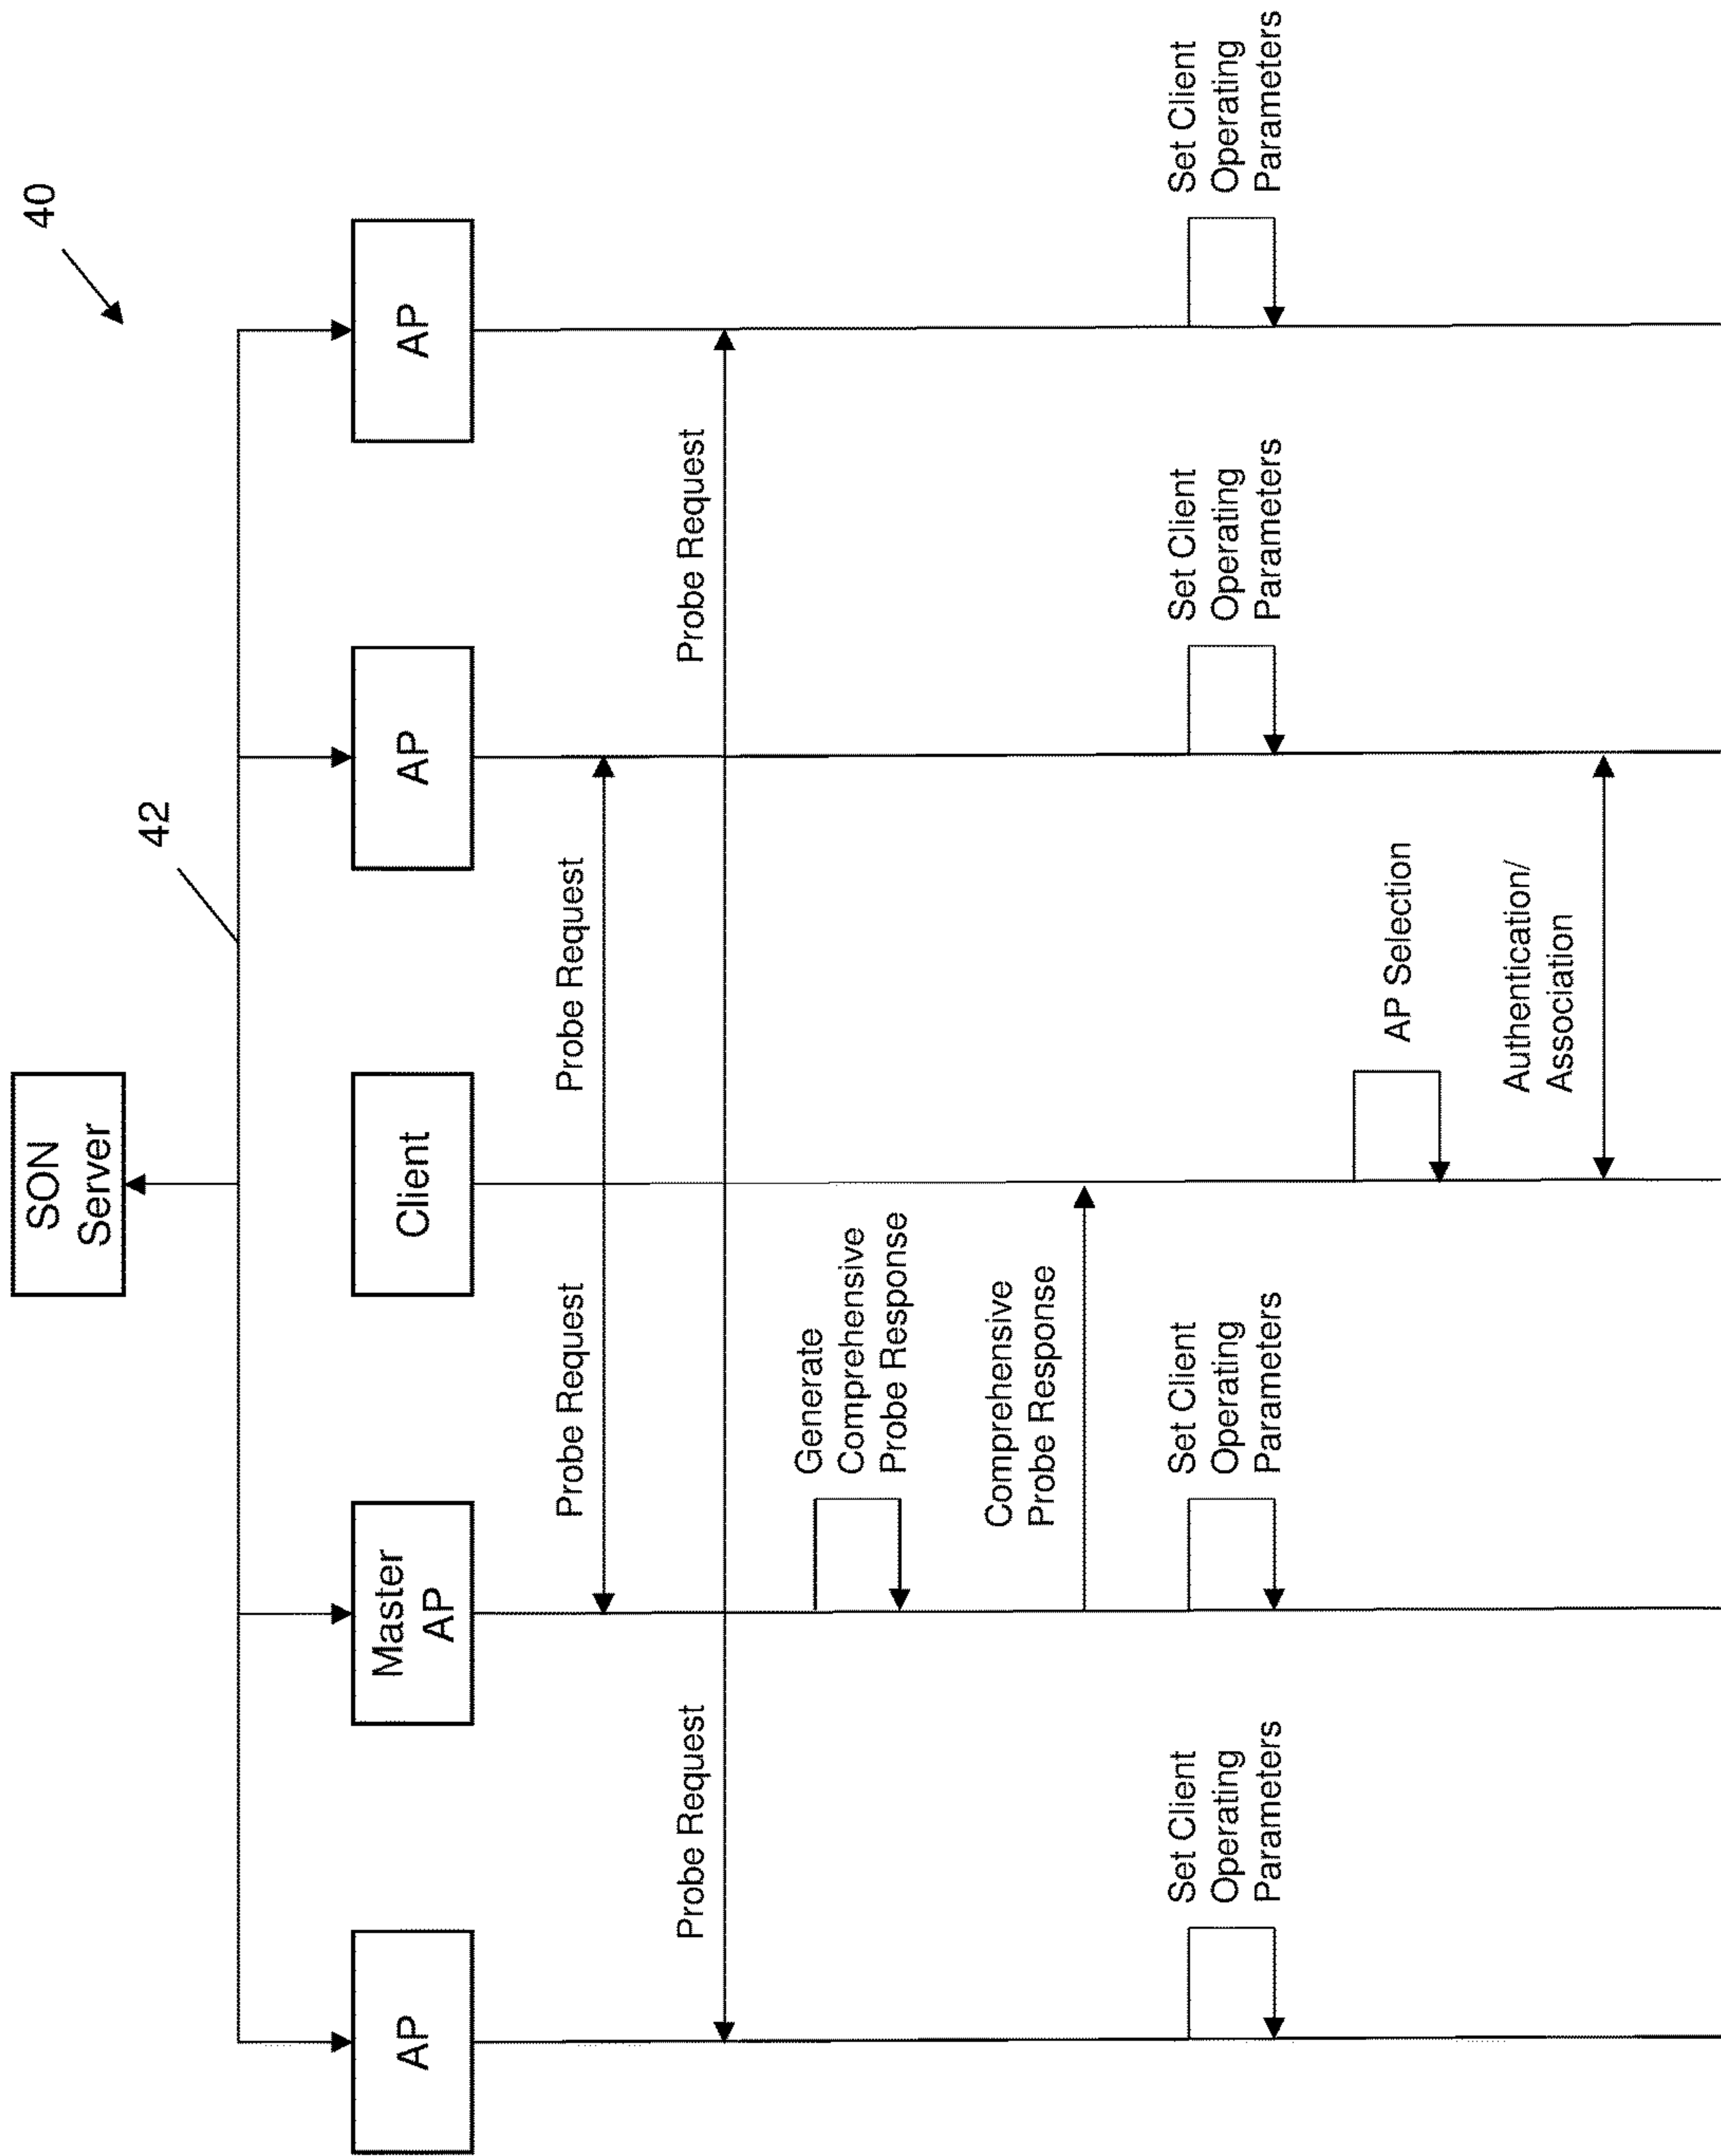 40
SON
Server
42
AP
Master
AP
Client
AP
AP
Probe Request
Probe Request
Probe Request
Probe Request
Generate
Comprehensive
Probe Response
Comprehensive
Probe Response
Set Client
Operating
Parameters
Set Client
Operating
Parameters
Set Client
Operating
Parameters
Set Client
Operating
Parameters
AP Selection
Authentication/
Association